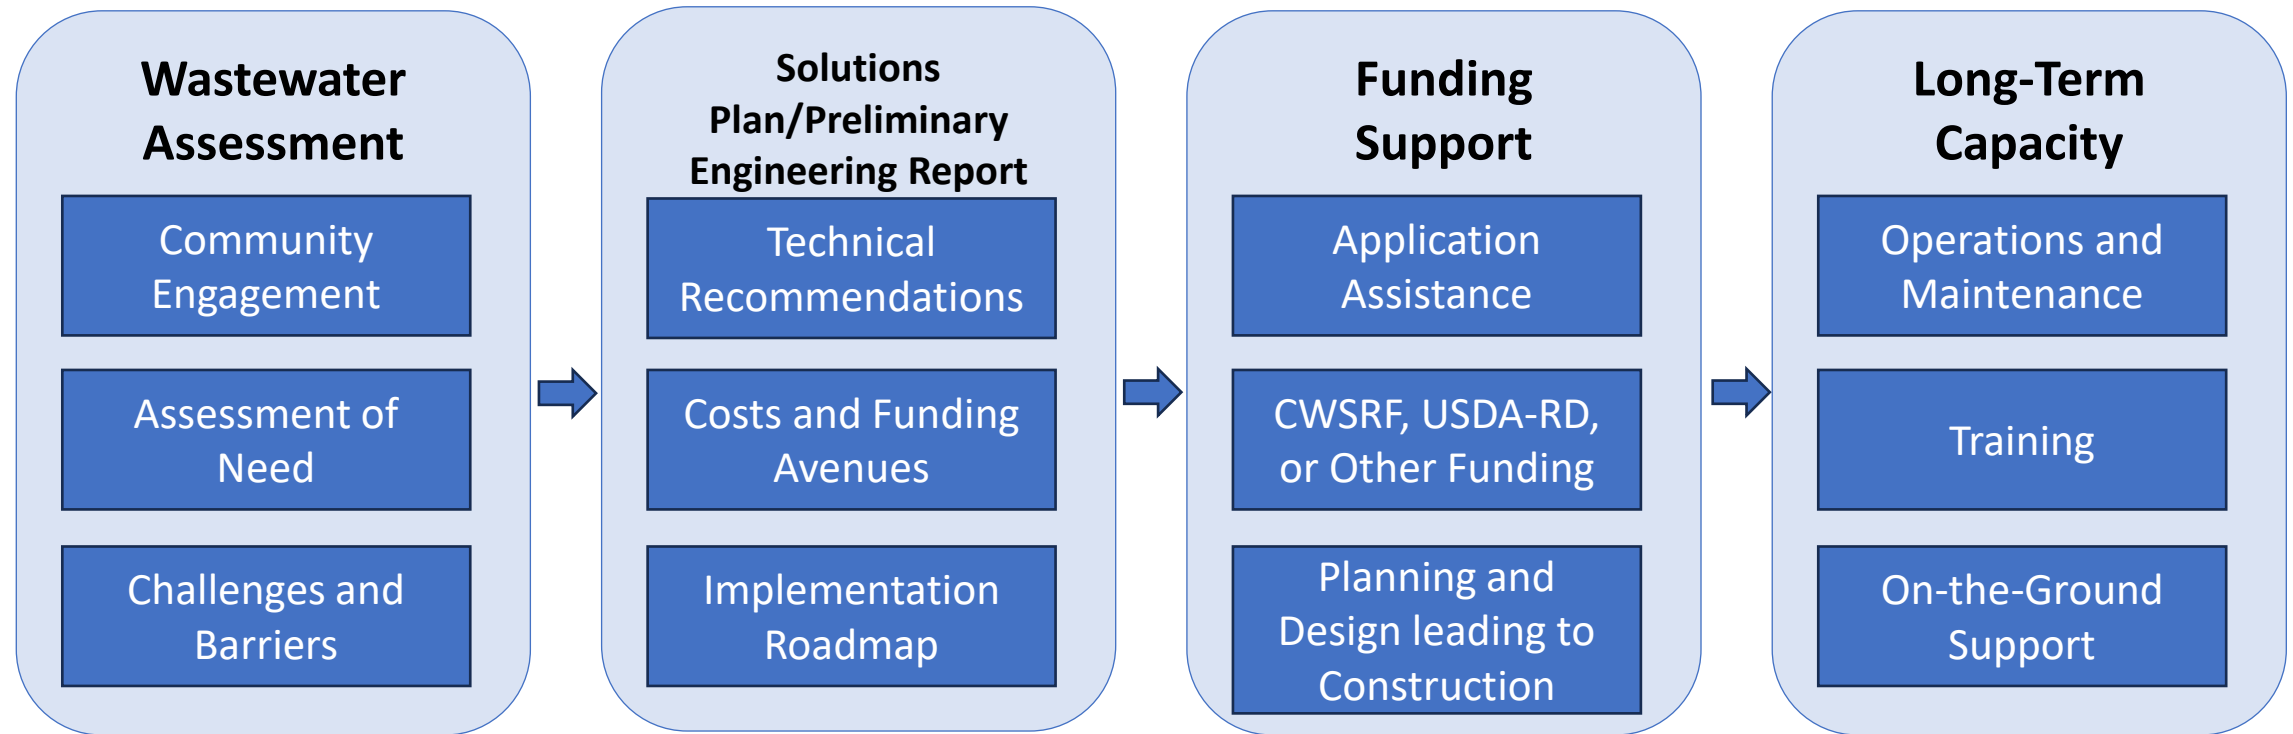 Wastewater
Assessment
Community
Engagement
Assessment of
Need
Challenges and
Barriers
Solutions
Plan/Preliminary
Engineering Report
Technical
Recommendations
Costs and Funding
Avenues
Implementation
Roadmap
Funding
Support
Application
Assistance
CWSRF, USDA-RD,
or Other Funding
Planning and
Design leading to
Construction
Long-Term
Capacity
Operations and
Maintenance
Training
On-the-Ground
Support